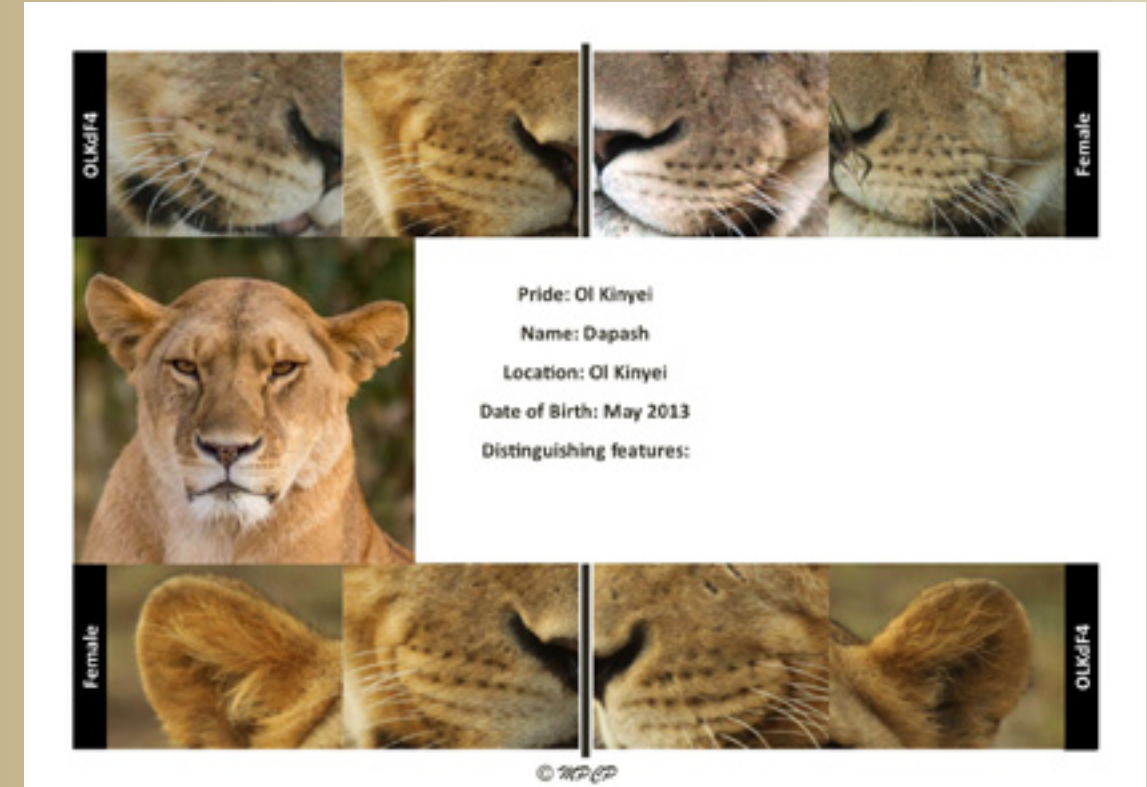 OLKdF4
Female
Pride: Ol Kinyei
Name: Dapash
Location: Ol Kinyei
Date of Birth: May 2013
Distinguishing features:
Female
OLKdF4
© MPCP